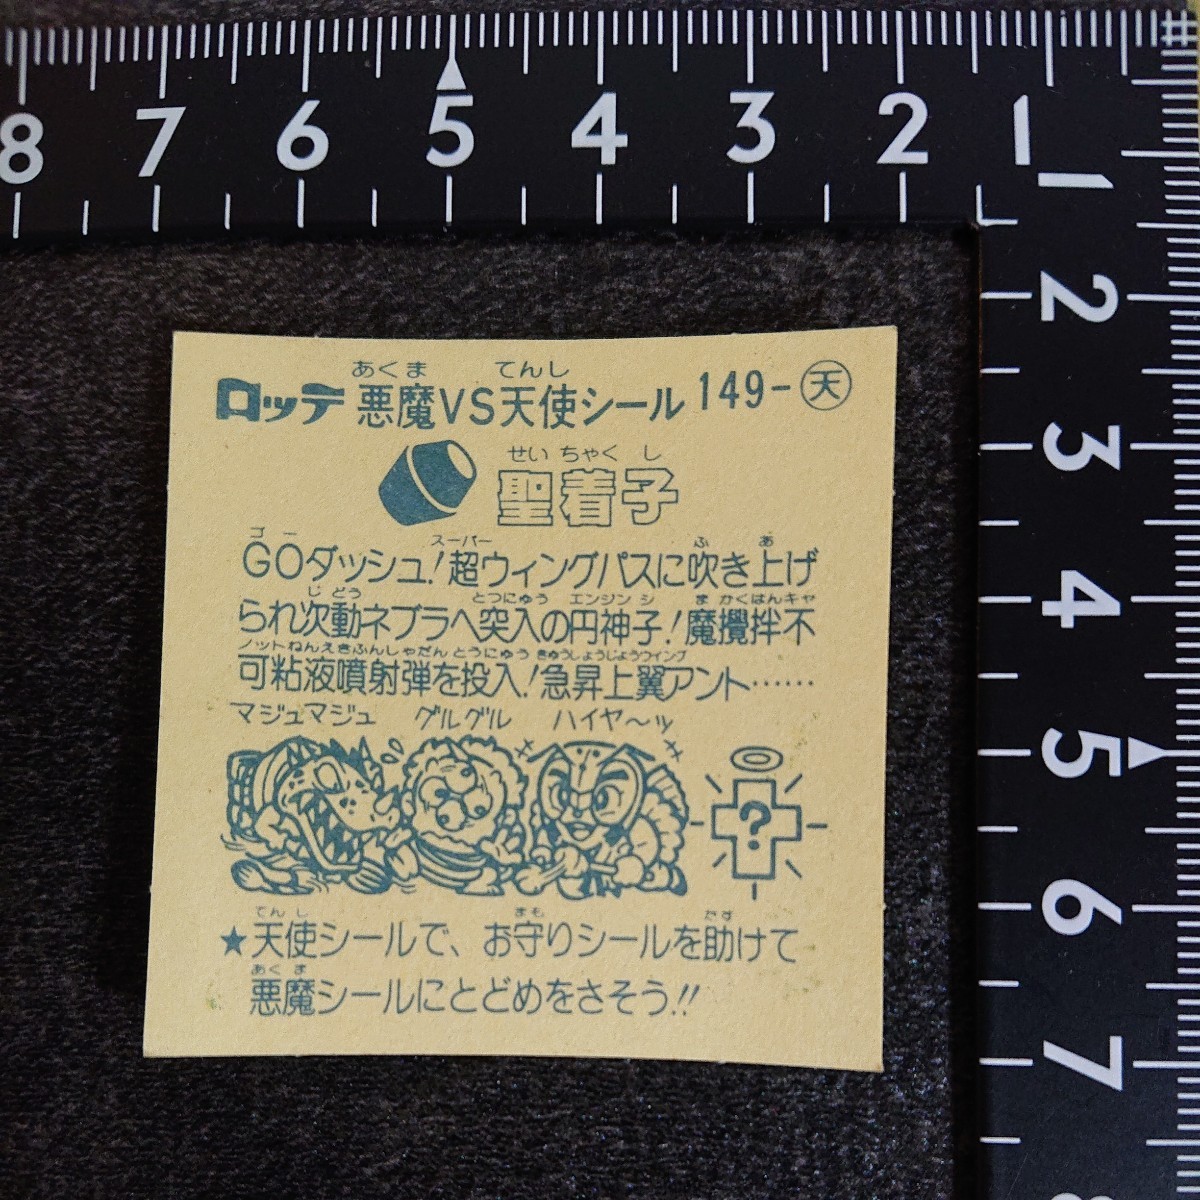 8 7 6 5 4 3 2 1
1
2
3
4
5
6
7
あくま てんし
ロッテ 悪魔VS天使シール 149-天
せい ちゃく し
聖着子
ゴー スーパー ふ あ
GOダッシュ!超ウィングパスに吹き上げ
じどう とつにゅう エンジン シ ま かくはんキャ
られ次動ネブラへ突入の円神子!魔攪拌不
ノットねんえきふんしゃだん とうにゅう きゅうしょうじょうウィング
可粘液噴射弾を投入!急昇上翼アント……
マジュマジュ グルグル ハイヤ〜ッ
?
てんし まも たす
★天使シールで、お守りシールを助けて
あくま
悪魔シールにとどめをさそう!!